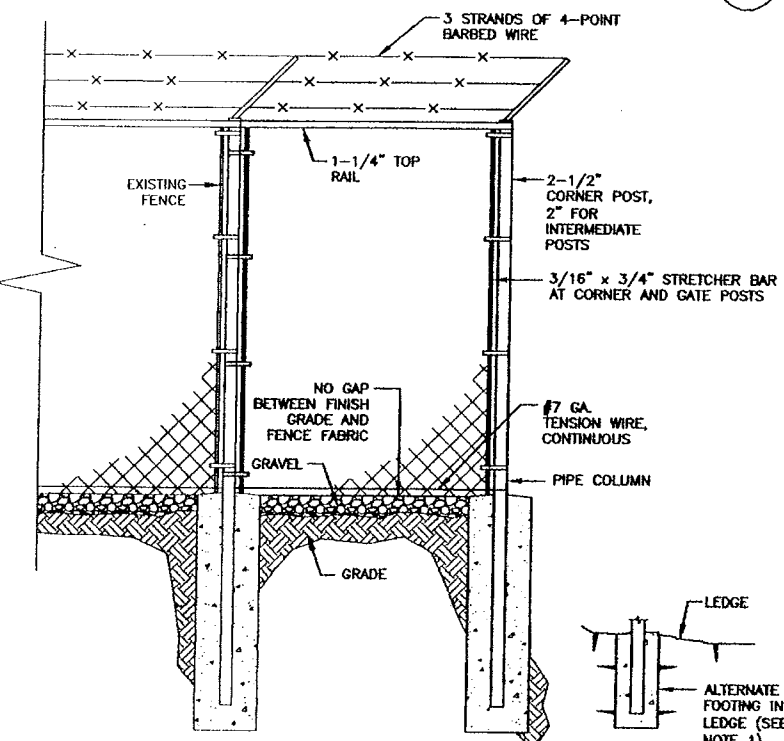 3 STRANDS OF 4-POINT
BARBED WIRE
1-1/4" TOP
RAIL
EXISTING
FENCE
2-1/2"
CORNER POST,
2" FOR
INTERMEDIATE
POSTS
3/16" x 3/4" STRETCHER BAR
AT CORNER AND GATE POSTS
NO GAP
BETWEEN FINISH
GRADE AND
FENCE FABRIC
#7 GA.
TENSION WIRE,
CONTINUOUS
GRAVEL
PIPE COLUMN
GRADE
LEDGE
ALTERNATE
FOOTING IN
LEDGE (SEE
NOTE 1)